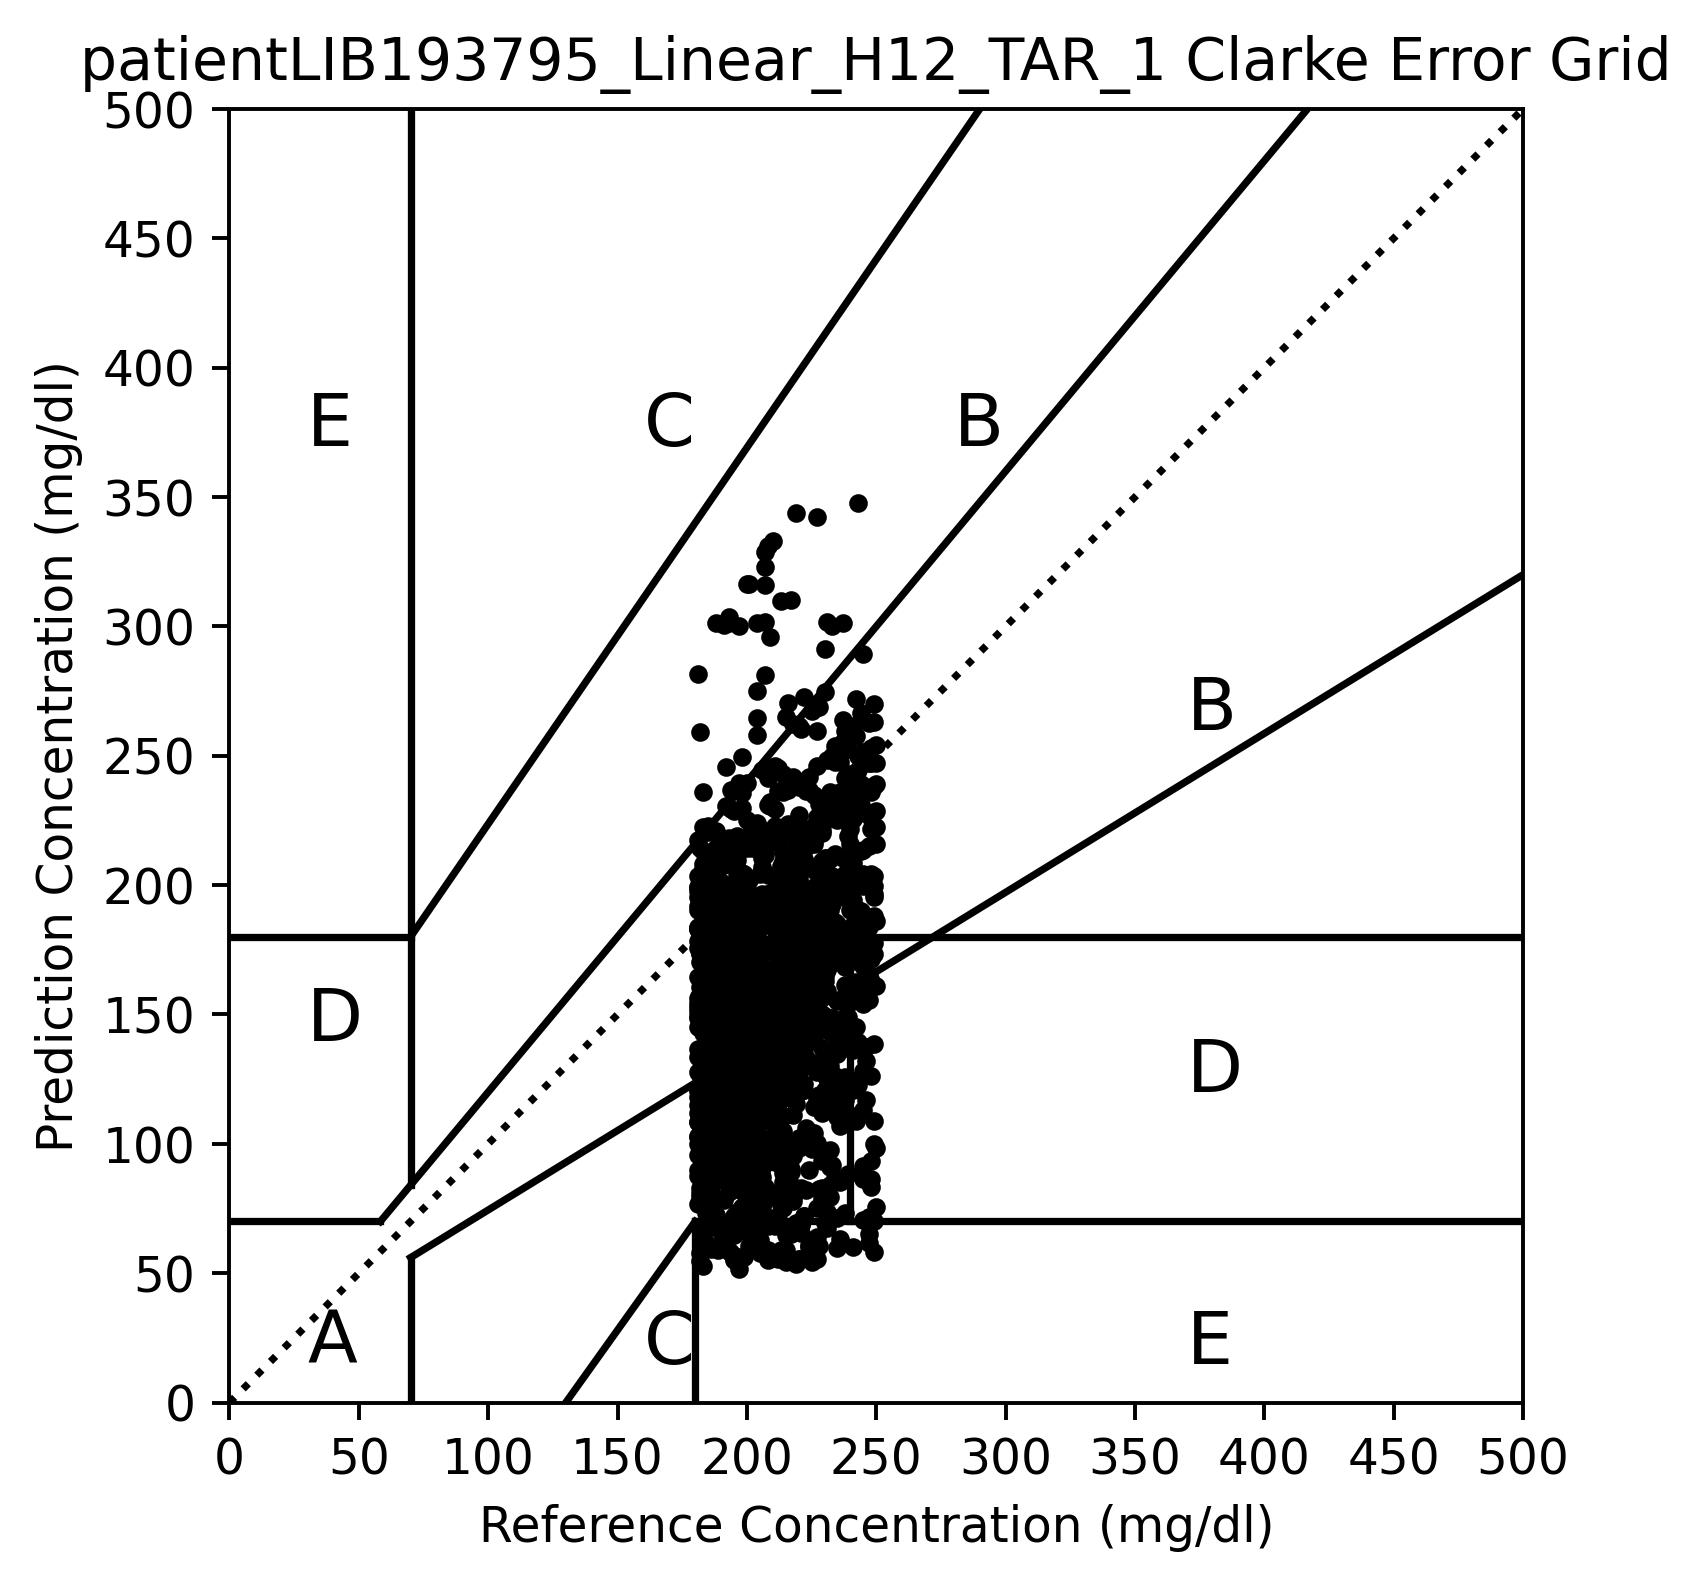 patientLIB193795_Linear_H12_TAR_1 Clarke Error Grid
500
450
400
350
300
250
200
150
100
50
0
Prediction Concentration (mg/dl)
E
C
B
B
D
D
A
C
E
0 50 100 150 200 250 300 350 400 450 500
Reference Concentration (mg/dl)